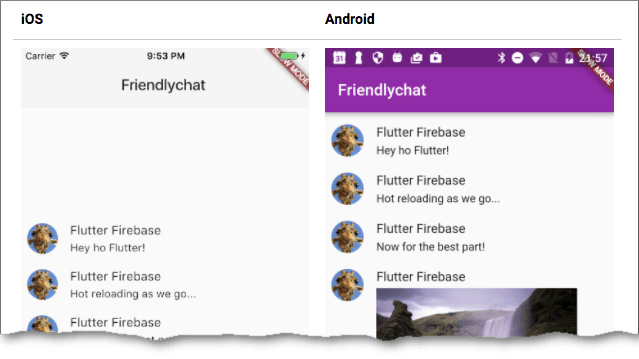 iOS
Carrier 9:53 PM
SLOW MODE
Friendlychat
Flutter Firebase
Hey ho Flutter!
Flutter Firebase
Hot reloading as we go...
Flutter Firebase
Android
31 21:57
SLOW MODE
Friendlychat
Flutter Firebase
Hey ho Flutter!
Flutter Firebase
Hot reloading as we go...
Flutter Firebase
Now for the best part!
Flutter Firebase